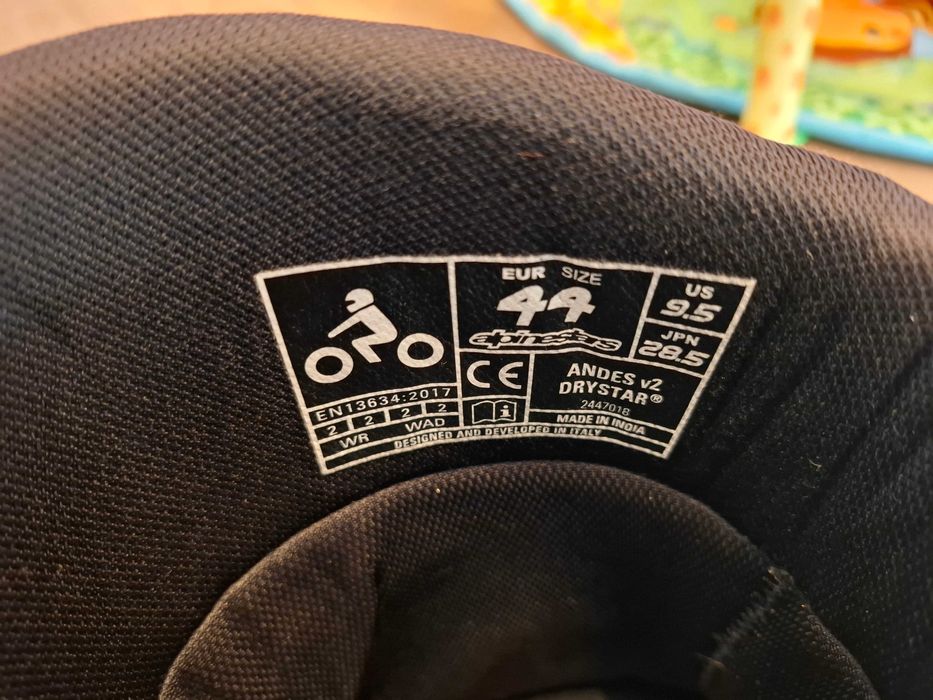 EUR SIZE
44
alpinestars
US
9.5
JPN
28.5
CE
ANDES v2
DRYSTAR®
2447018
MADE IN INDIA
EN13634:2017
2 2 2 2
WR WAD
DESIGNED AND DEVELOPED IN ITALY